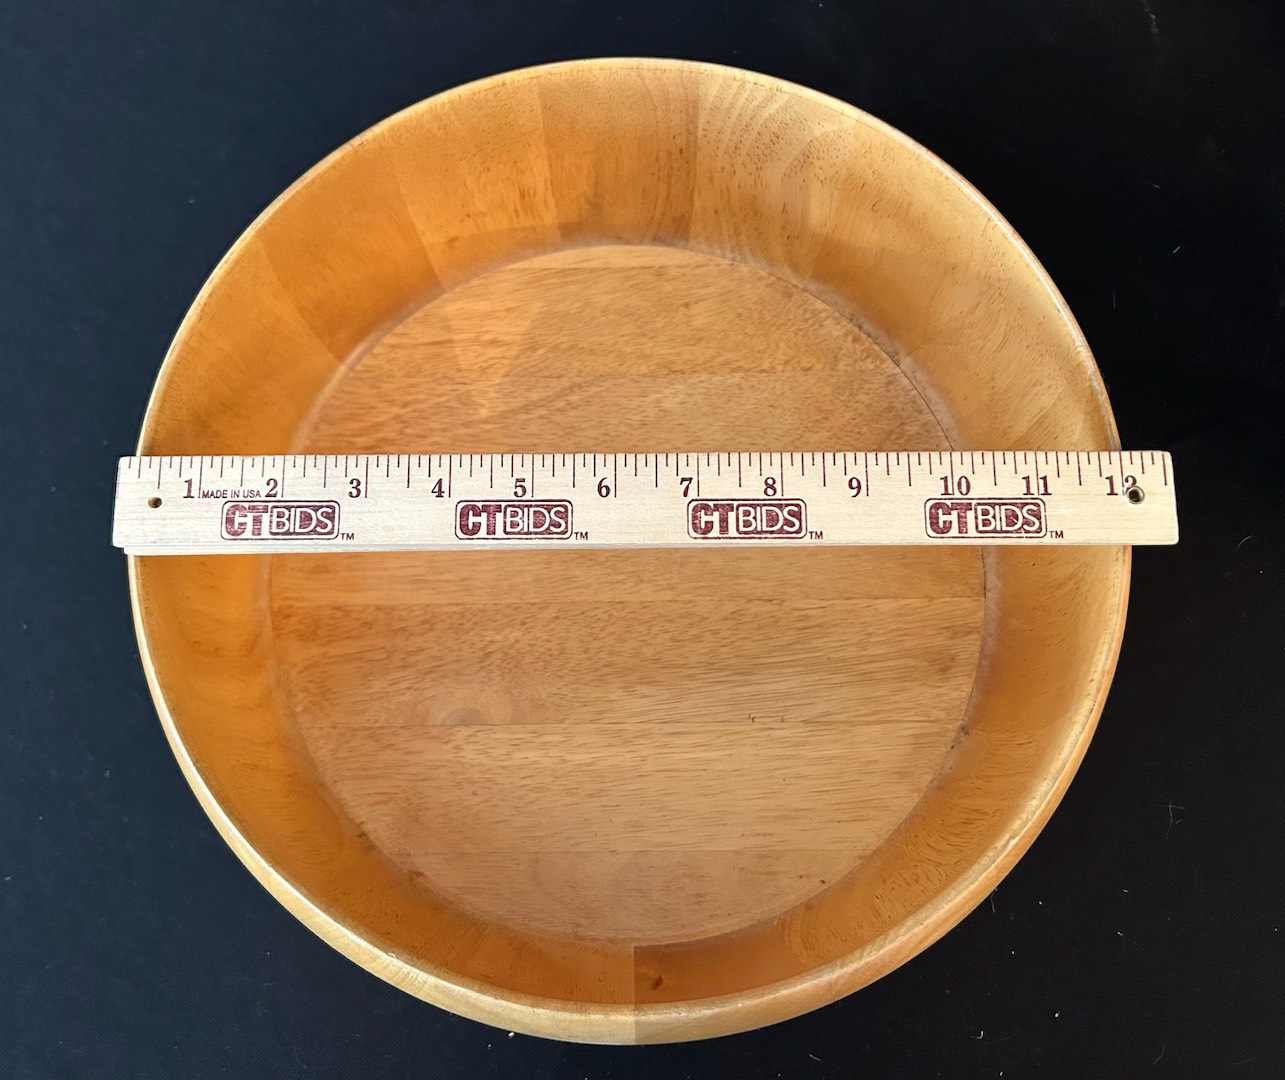 1 MADE IN USA 2 3 4 5 6 7 8 9 10 11 12
CTBIDS™ CTBIDS™ CTBIDS™ CTBIDS™